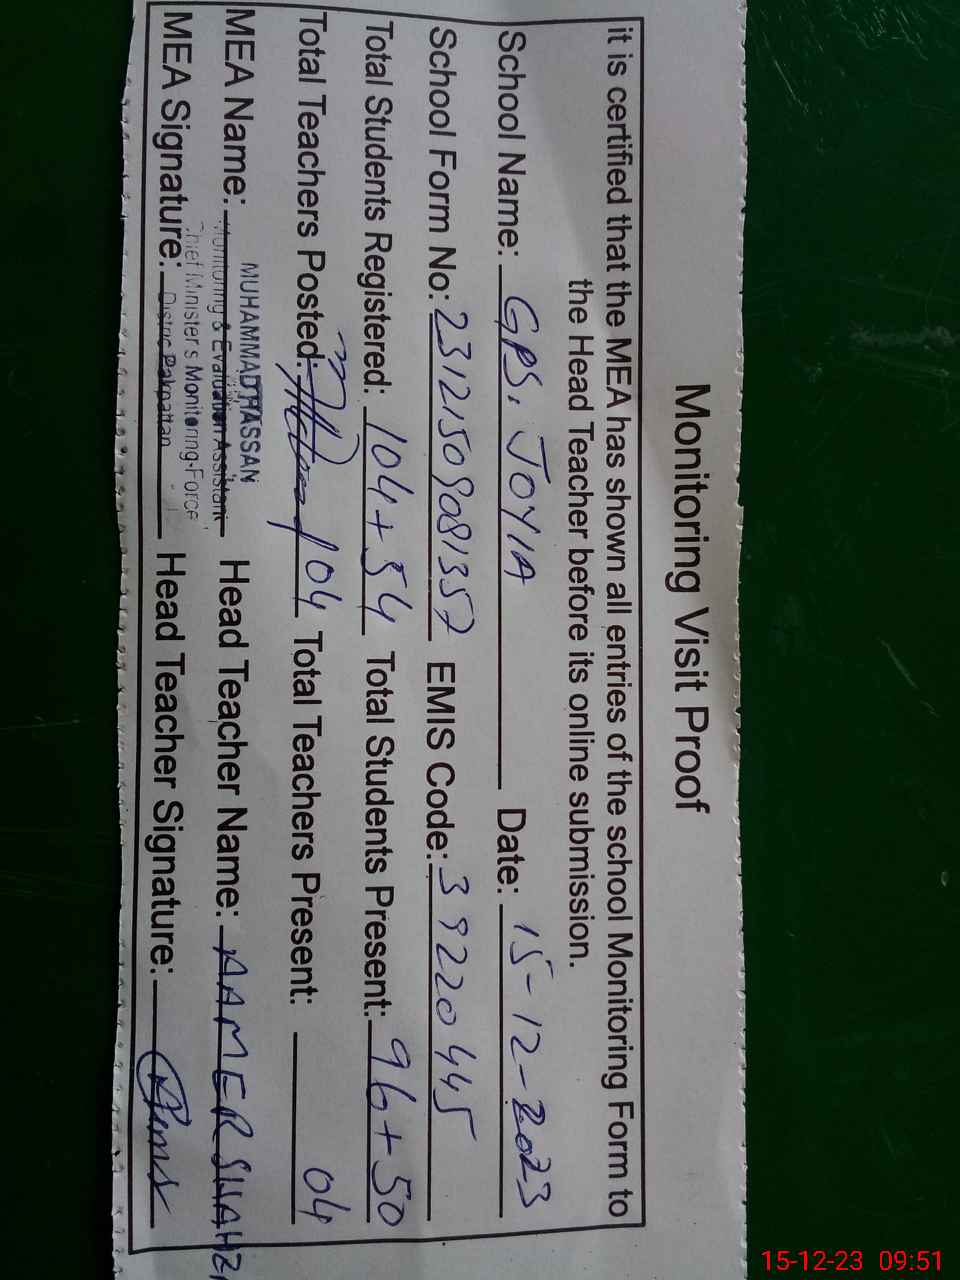 Monitoring Visit Proof
it is certified that the MEA has shown all entries of the school Monitoring Form to
the Head Teacher before its online submission.
School Name: GPS. JOYIA Date: 15-12-2023
School Form No: 23121509081357 EMIS Code: 39220445
Total Students Registered: 104+54 Total Students Present: 96+50
Total Teachers Posted: 04 Total Teachers Present: 04
MUHAMMAD HASSAN
MEA Name: Monitoring & Evaluation Assistant Head Teacher Name: AAMER SHAHZ
Chief Minister's Monitoring Force
MEA Signature: District Pakpattan Head Teacher Signature:
15-12-23 09:51